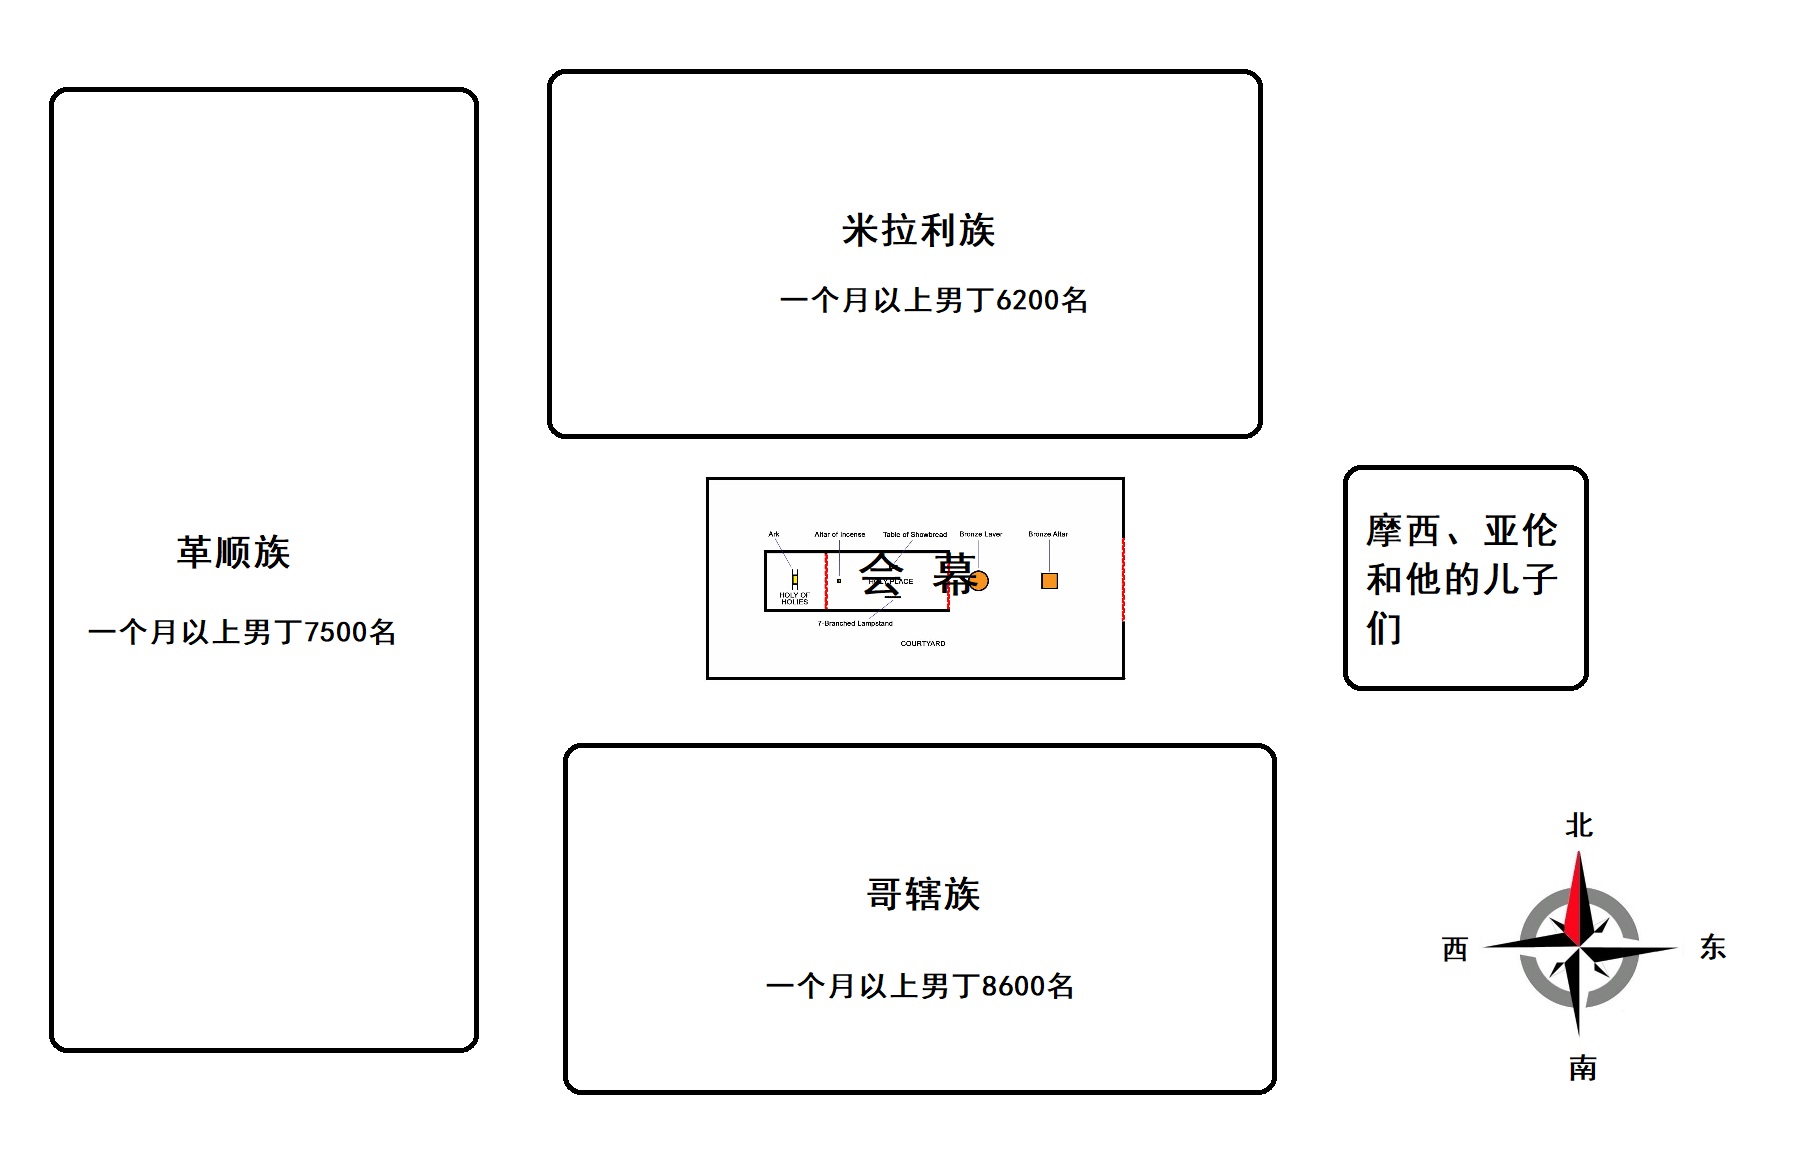 米拉利族
一个月以上男丁6200名
革顺族
一个月以上男丁7500名
Ark
Altar of Incense
Table of Showbread
Bronze Laver
Bronze Altar
会 幕
HOLY PLACE
HOLY OF
HOLIES
7-Branched Lampstand
COURTYARD
摩西、亚伦
和他的儿子
们
哥辖族
一个月以上男丁8600名
北
西
东
南